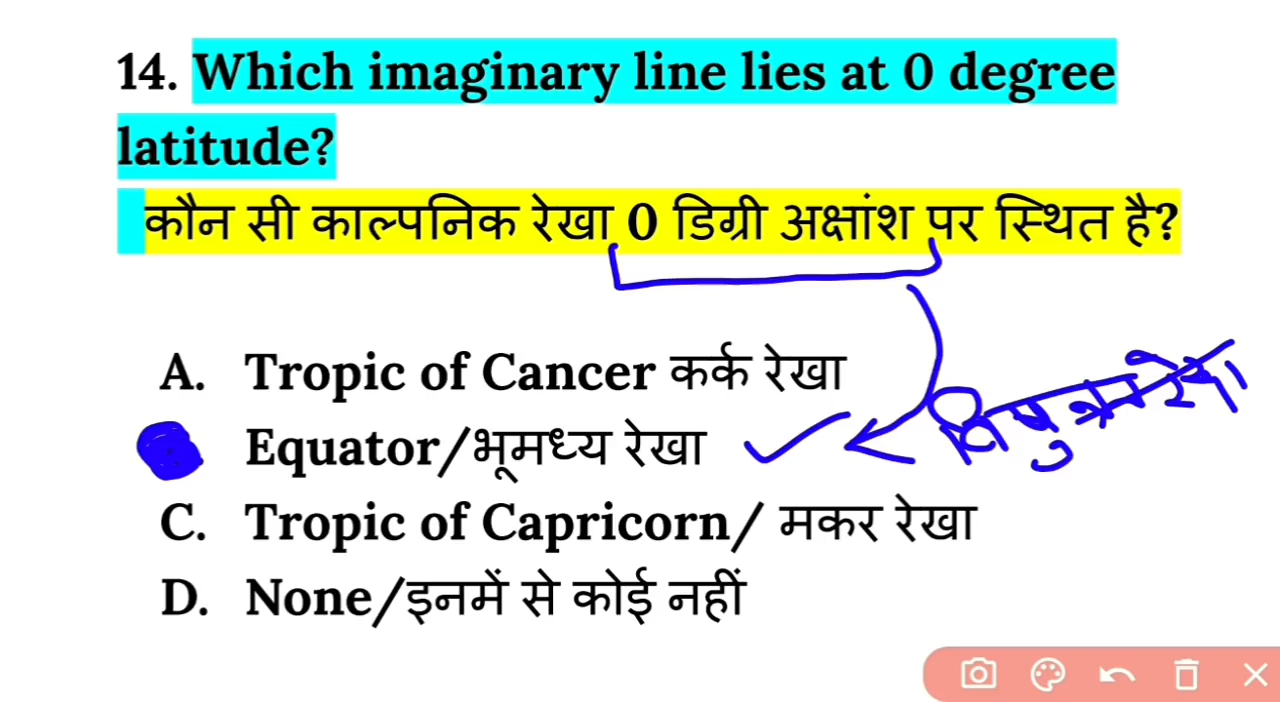 14. Which imaginary line lies at 0 degree
latitude?
कौन सी काल्पनिक रेखा 0 डिग्री अक्षांश पर स्थित है?
A. Tropic of Cancer कर्क रेखा
Equator/भूमध्य रेखा
C. Tropic of Capricorn/ मकर रेखा
D. None/इनमें से कोई नहीं